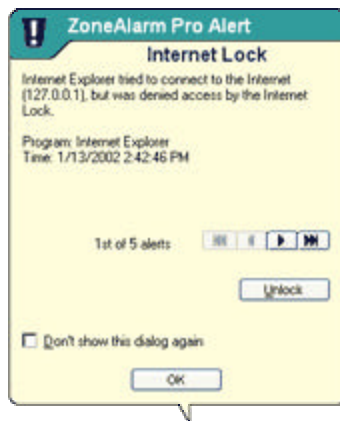 ZoneAlarm Pro Alert
Internet Lock
Internet Explorer tried to connect to the Internet
(127.0.0.1), but was denied access by the Internet
Lock.
Program: Internet Explorer
Time: 1/13/2002 2:42:46 PM
1st of 5 alerts
Unlock
Don't show this dialog again
OK